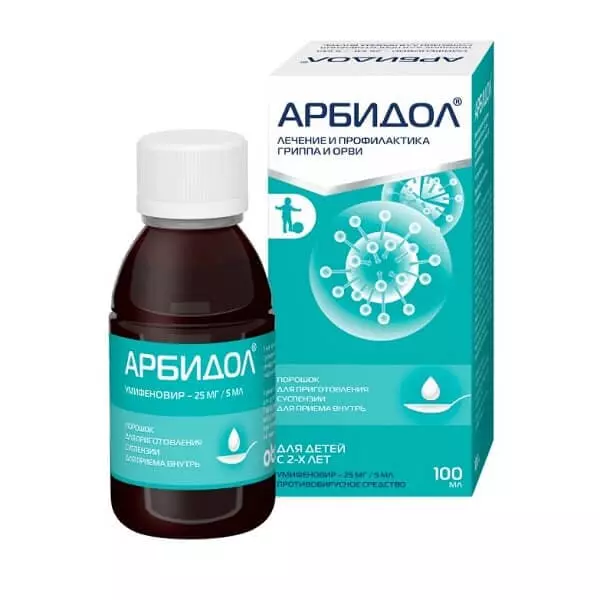 АРБИДОЛ®
АРБИДОЛ®
ЛЕЧЕНИЕ И ПРОФИЛАКТИКА
ГРИППА И ОРВИ
ПОРОШОК
ДЛЯ ПРИГОТОВЛЕНИЯ
СУСПЕНЗИИ
ДЛЯ ПРИЕМА ВНУТРЬ
ДЛЯ ДЕТЕЙ
С 2-Х ЛЕТ
УМИФЕНОВИР – 25 МГ / 5 МЛ
ПРОТИВОВИРУСНОЕ СРЕДСТВО
100
МЛ
АРБИДОЛ®
УМИФЕНОВИР – 25 МГ / 5 МЛ
ПОРОШОК
ДЛЯ ПРИГОТОВЛЕНИЯ
СУСПЕНЗИИ
ДЛЯ ПРИЕМА ВНУТРЬ